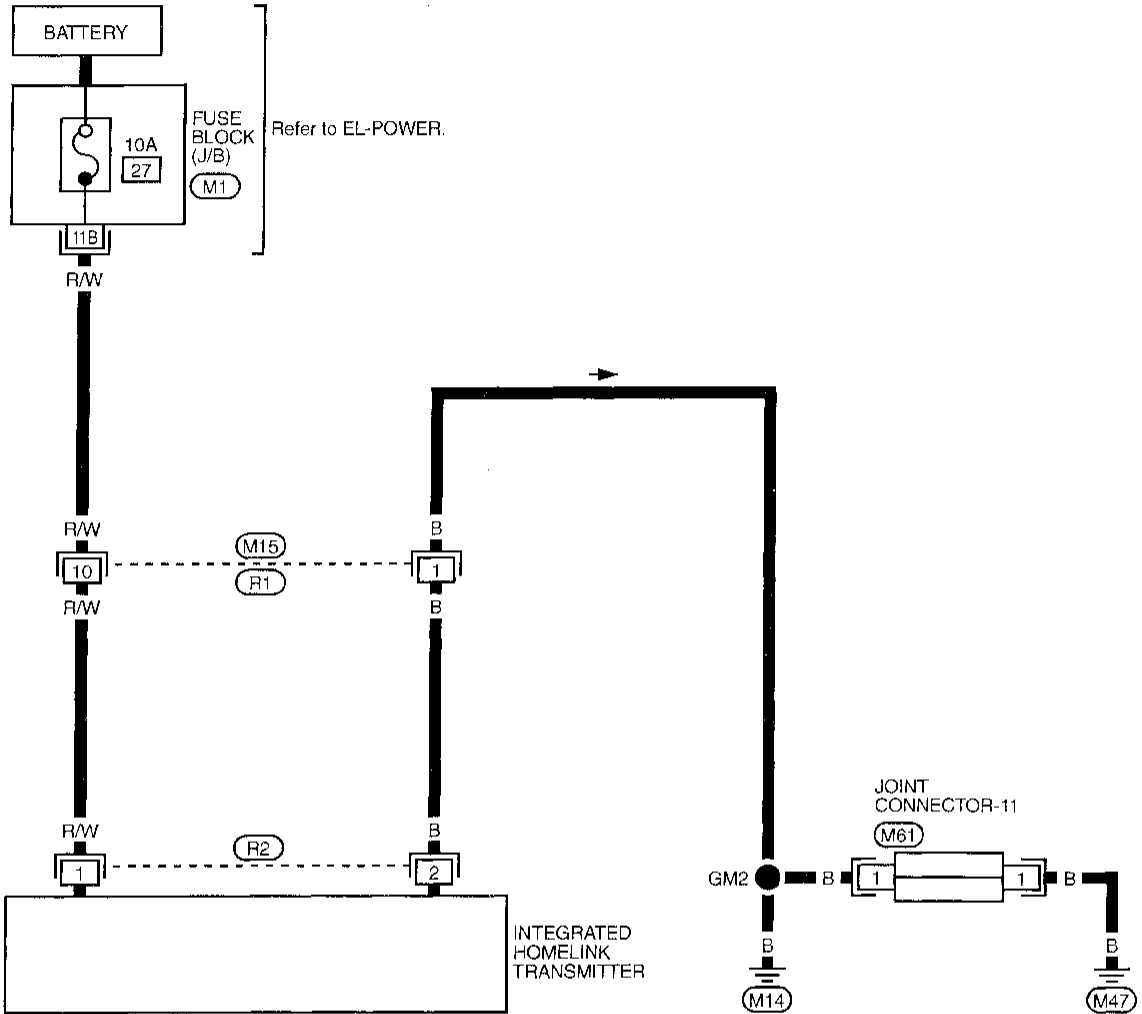 BATTERY
FUSE
BLOCK
(J/B)
M1
Refer to EL-POWER.
10A
27
11B
R/W
R/W
B
M15
10
1
R1
R/W
B
JOINT
CONNECTOR-11
M61
R/W
B
R2
1
2
GM2
B
1
1
B
INTEGRATED
HOMELINK
TRANSMITTER
B
B
M14
M47